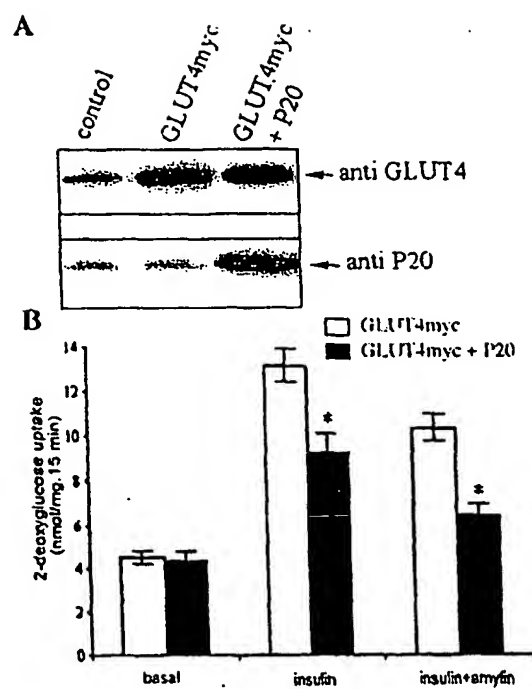 A
control
GLUT4myc
GLUT4myc
+ P20
anti GLUT4
anti P20
B
GLUT4myc
GLUT4myc + P20
2-deoxyglucose uptake
(nmol/mg. 15 min)
14
12
10
8
6
4
2
0
*
*
basal
insulin
insulin+amylin